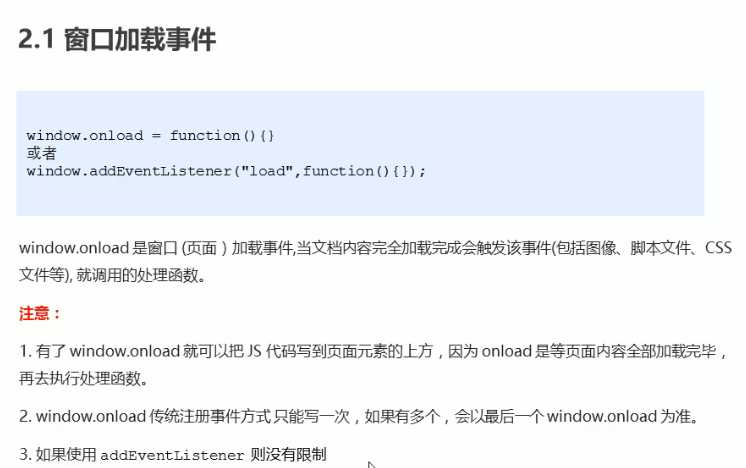 2.1 窗口加载事件
window.onload = function(){}
或者
window.addEventListener("load",function(){});
window.onload 是窗口 (页面 ) 加载事件,当文档内容完全加载完成会触发该事件(包括图像、脚本文件、CSS
文件等), 就调用的处理函数。
注意：
1. 有了 window.onload 就可以把 JS 代码写到页面元素的上方，因为 onload 是等页面内容全部加载完毕，
再去执行处理函数。
2. window.onload 传统注册事件方式 只能写一次，如果有多个，会以最后一个 window.onload 为准。
3. 如果使用 addEventListener 则没有限制